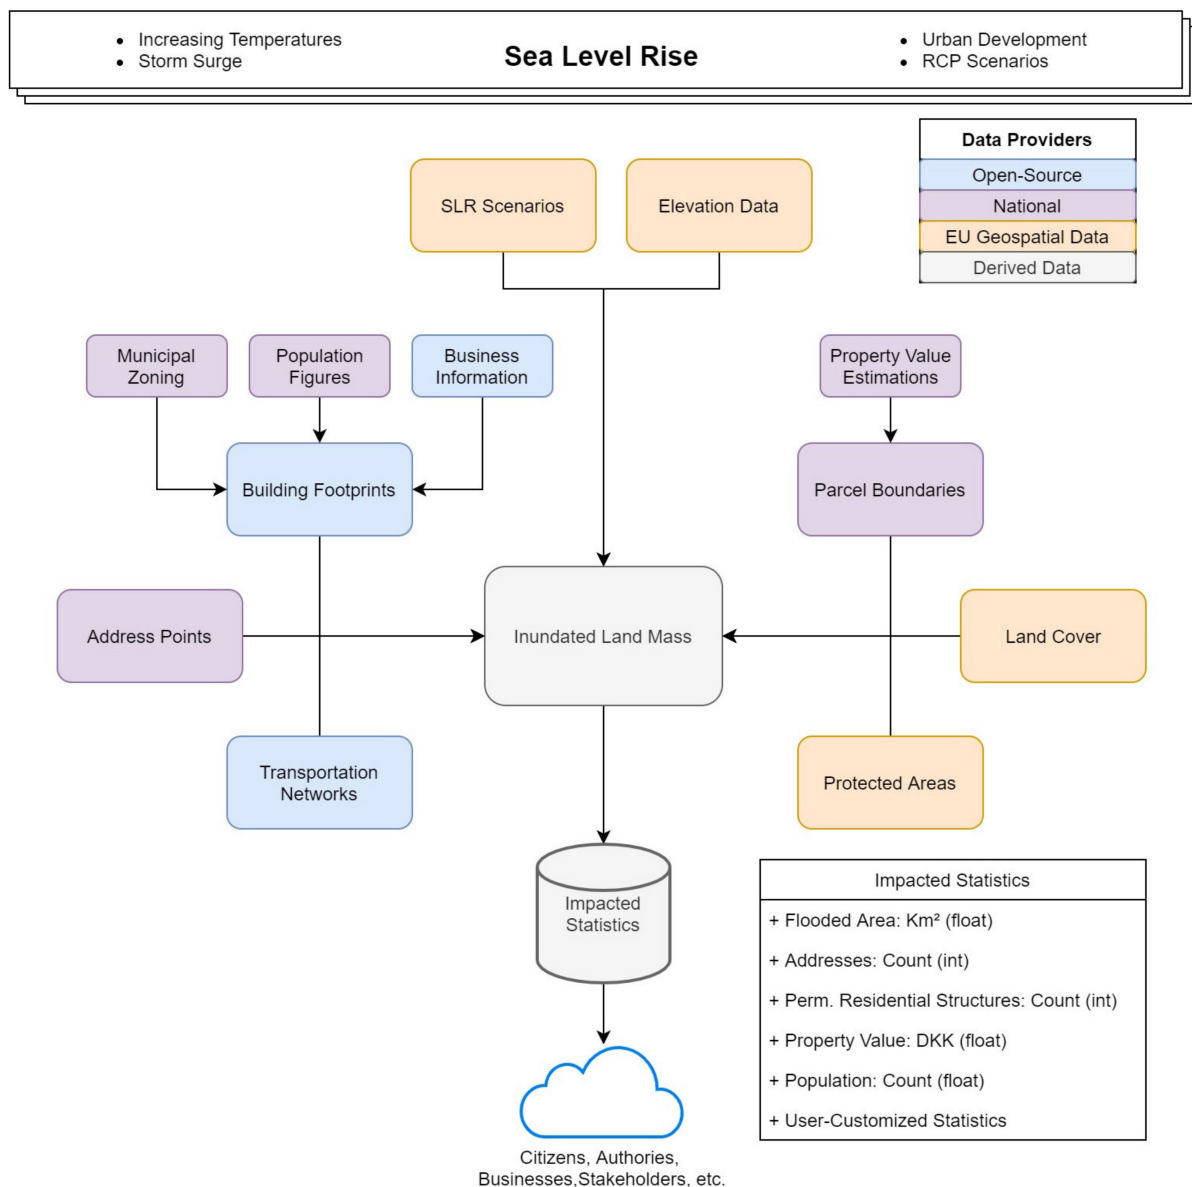 • Increasing Temperatures
• Storm Surge
Sea Level Rise
• Urban Development
• RCP Scenarios
Data Providers
Open-Source
National
EU Geospatial Data
Derived Data
SLR Scenarios
Elevation Data
Municipal
Zoning
Population
Figures
Business
Information
Property Value
Estimations
Building Footprints
Parcel Boundaries
Address Points
Inundated Land Mass
Land Cover
Transportation
Networks
Protected Areas
Impacted
Statistics
Impacted Statistics
+ Flooded Area: Km² (float)
+ Addresses: Count (int)
+ Perm. Residential Structures: Count (int)
+ Property Value: DKK (float)
+ Population: Count (float)
+ User-Customized Statistics
Citizens, Authories,
Businesses,Stakeholders, etc.